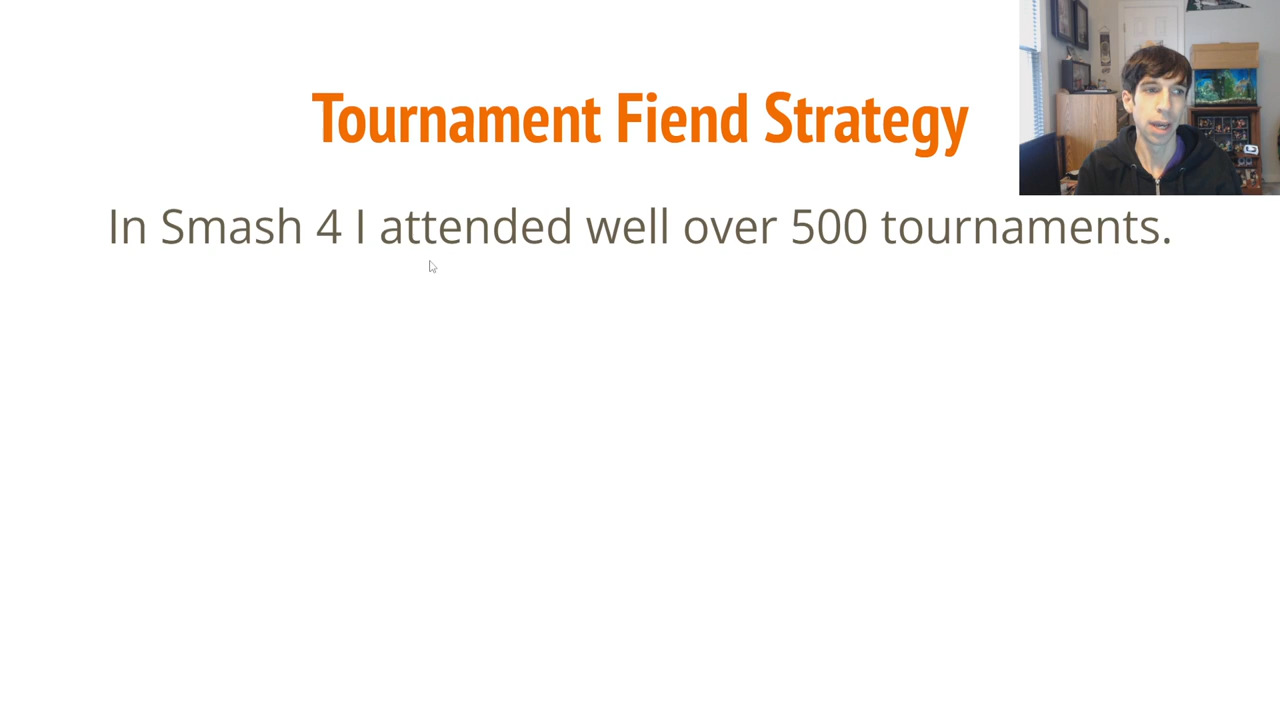 Tournament Fiend Strategy
In Smash 4 I attended well over 500 tournaments.